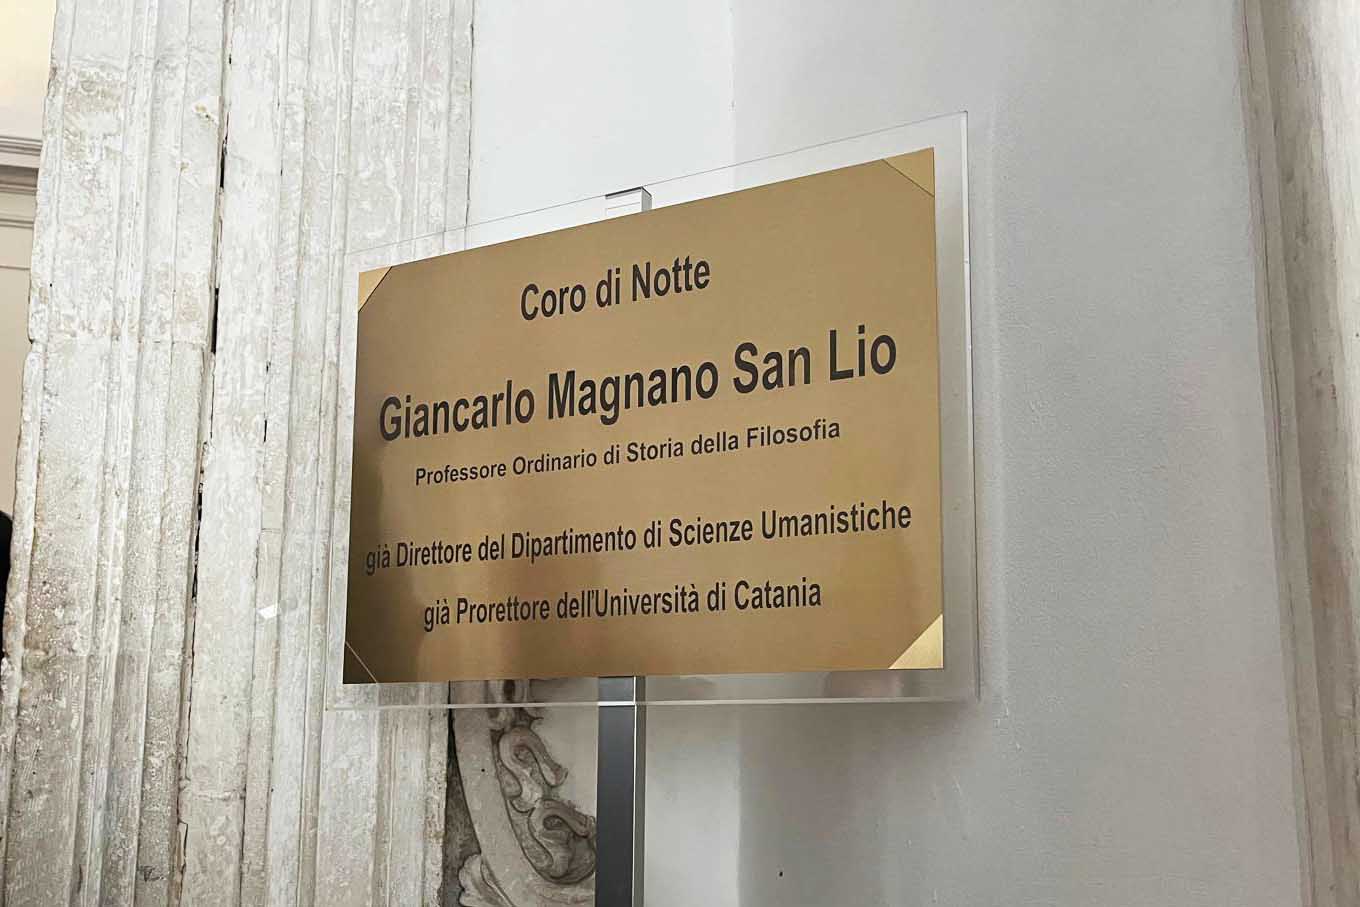 Coro di Notte
Giancarlo Magnano San Lio
Professore Ordinario di Storia della Filosofia
già Direttore del Dipartimento di Scienze Umanistiche
già Prorettore dell'Università di Catania